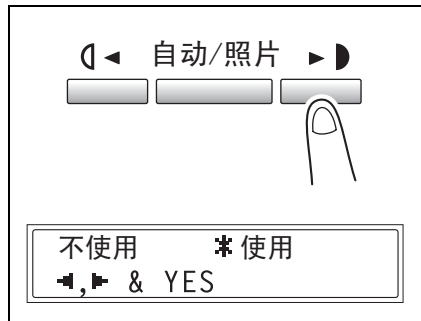 ◄ 自动/照片 ►
不使用 *使用
◄,► & YES